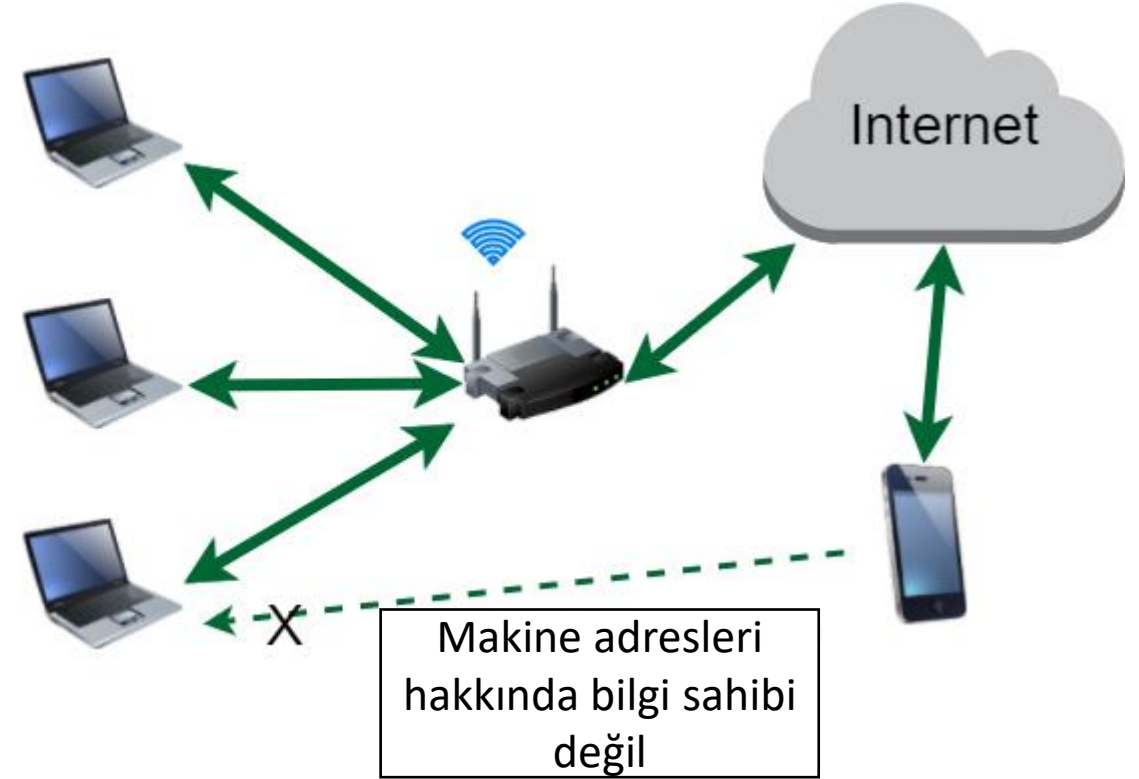 Internet
X
Makine adresleri
hakkında bilgi sahibi
değil